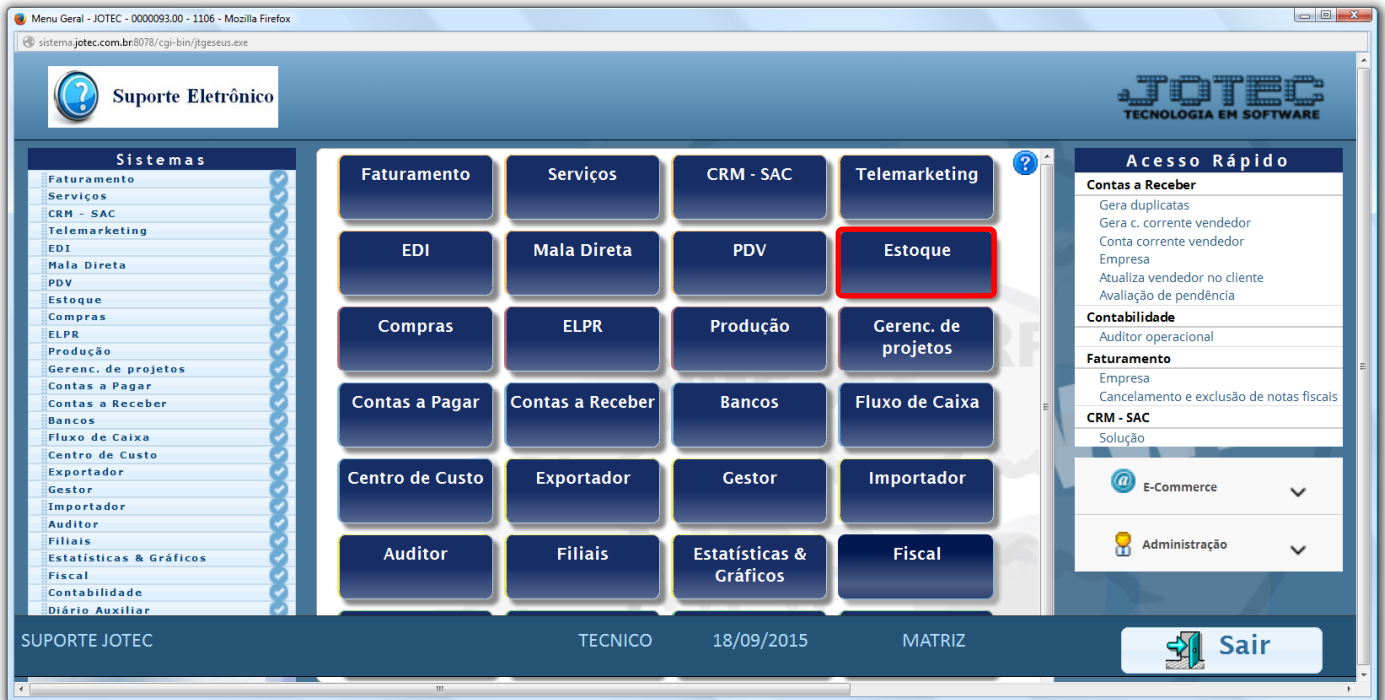 Menu Geral - JOTEC - 0000093.00 - 1106 - Mozilla Firefox
sistema.jotec.com.br:8078/cgi-bin/jtgeseus.exe
Suporte Eletrônico
JOTEC
TECNOLOGIA EM SOFTWARE
Sistemas
Faturamento
Serviços
CRM - SAC
Telemarketing
EDI
Mala Direta
PDV
Estoque
Compras
ELPR
Produção
Gerenc. de projetos
Contas a Pagar
Contas a Receber
Bancos
Fluxo de Caixa
Centro de Custo
Exportador
Gestor
Importador
Auditor
Filiais
Estatísticas & Gráficos
Fiscal
Contabilidade
Diário Auxiliar
Faturamento
Serviços
CRM - SAC
Telemarketing
EDI
Mala Direta
PDV
Estoque
Compras
ELPR
Produção
Gerenc. de
projetos
Contas a Pagar
Contas a Receber
Bancos
Fluxo de Caixa
Centro de Custo
Exportador
Gestor
Importador
Auditor
Filiais
Estatísticas &
Gráficos
Fiscal
Acesso Rápido
Contas a Receber
Gera duplicatas
Gera c. corrente vendedor
Conta corrente vendedor
Empresa
Atualiza vendedor no cliente
Avaliação de pendência
Contabilidade
Auditor operacional
Faturamento
Empresa
Cancelamento e exclusão de notas fiscais
CRM - SAC
Solução
E-Commerce
Administração
SUPORTE JOTEC
TECNICO
18/09/2015
MATRIZ
Sair